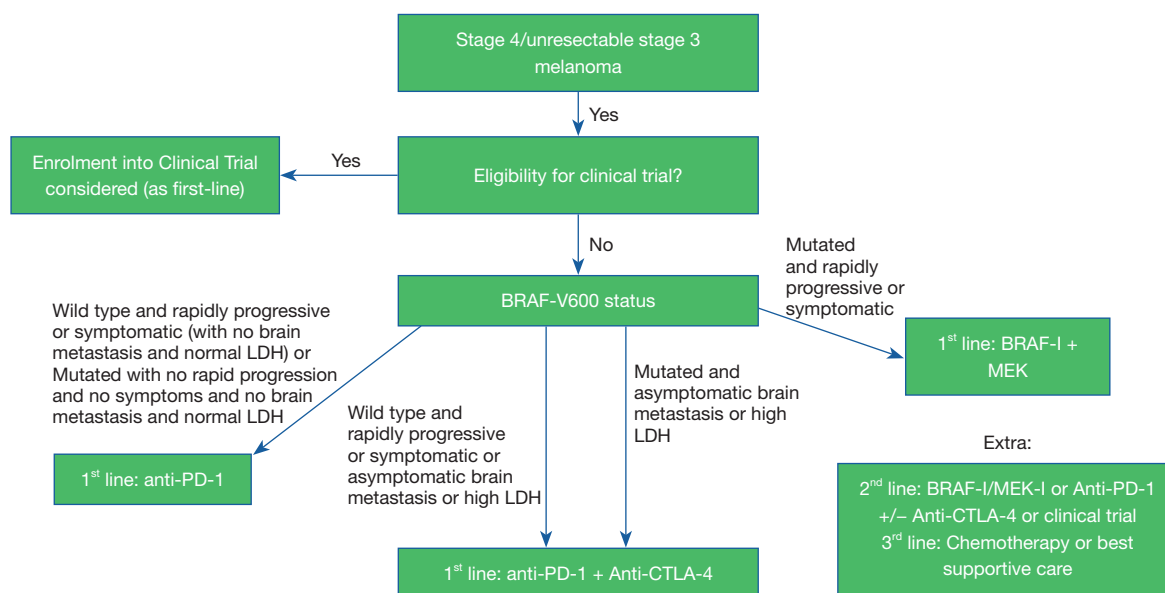 Stage 4/unresectable stage 3
melanoma
Yes
Enrolment into Clinical Trial
considered (as first-line)
Yes
Eligibility for clinical trial?
No
Mutated
and rapidly
progressive or
symptomatic
BRAF-V600 status
Wild type and rapidly progressive
or symptomatic (with no brain
metastasis and normal LDH) or
Mutated with no rapid progression
and no symptoms and no brain
metastasis and normal LDH
1st line: BRAF-I +
MEK
Mutated and
asymptomatic brain
metastasis or high
LDH
Wild type and
rapidly progressive
or symptomatic or
asymptomatic brain
metastasis or high LDH
1st line: anti-PD-1
Extra:
2nd line: BRAF-I/MEK-I or Anti-PD-1
+/− Anti-CTLA-4 or clinical trial
3rd line: Chemotherapy or best
supportive care
1st line: anti-PD-1 + Anti-CTLA-4